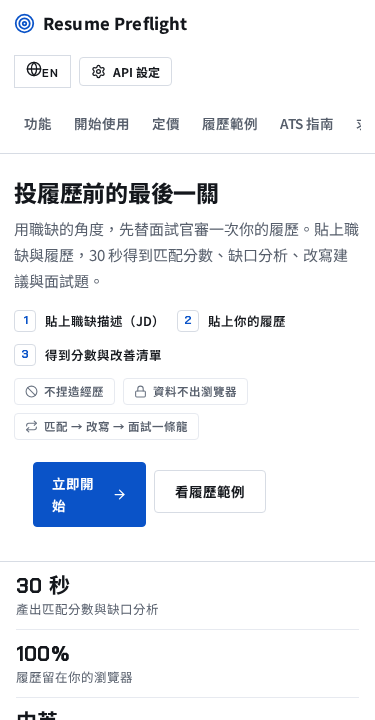 Resume Preflight
EN
API 設定
功能 開始使用 定價 履歷範例 ATS 指南
投履歷前的最後一關
用職缺的角度，先替面試官審一次你的履歷。貼上職
缺與履歷，30 秒得到匹配分數、缺口分析、改寫建
議與面試題。
1 貼上職缺描述（JD） 2 貼上你的履歷
3 得到分數與改善清單
不捏造經歷 資料不出瀏覽器
匹配 → 改寫 → 面試一條龍
立即開
始
看履歷範例
30 秒
產出匹配分數與缺口分析
100%
履歷留在你的瀏覽器